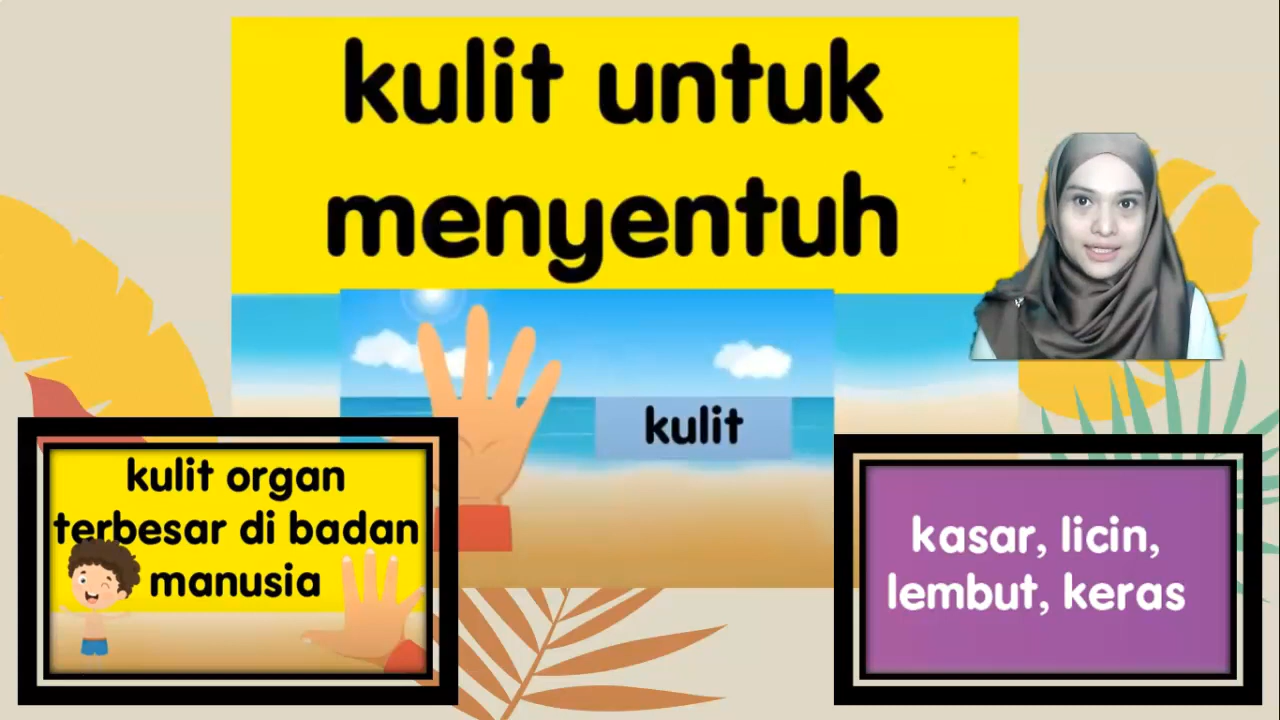 kulit untuk
menyentuh
kulit
kulit organ
terbesar di badan
manusia
kasar, licin,
lembut, keras